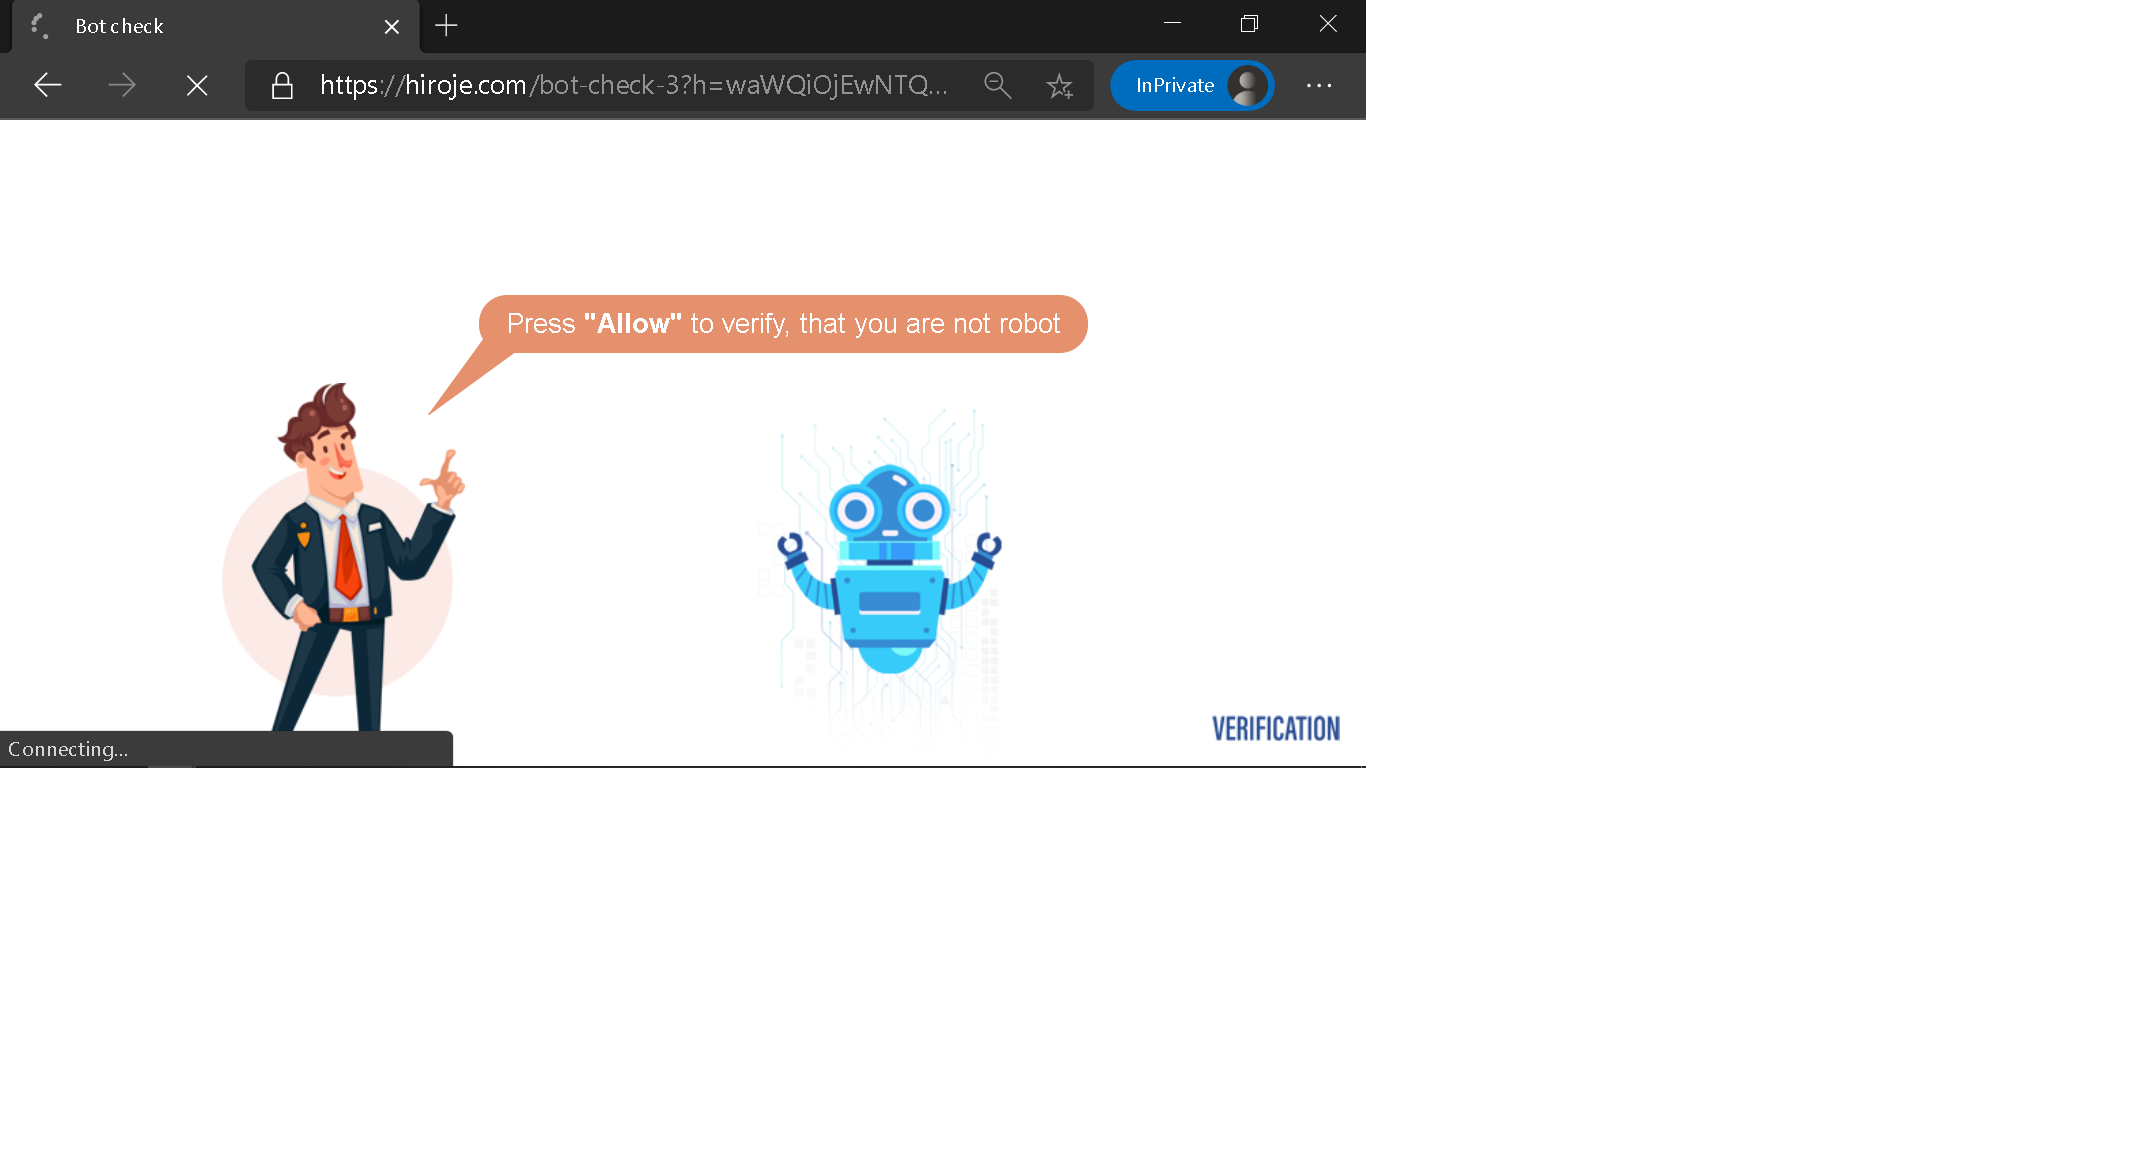 Bot check
https://hiroje.com/bot-check-3?h=waWQiOjEwNTQ...
InPrivate
Press "Allow" to verify, that you are not robot
VERIFICATION
Connecting...